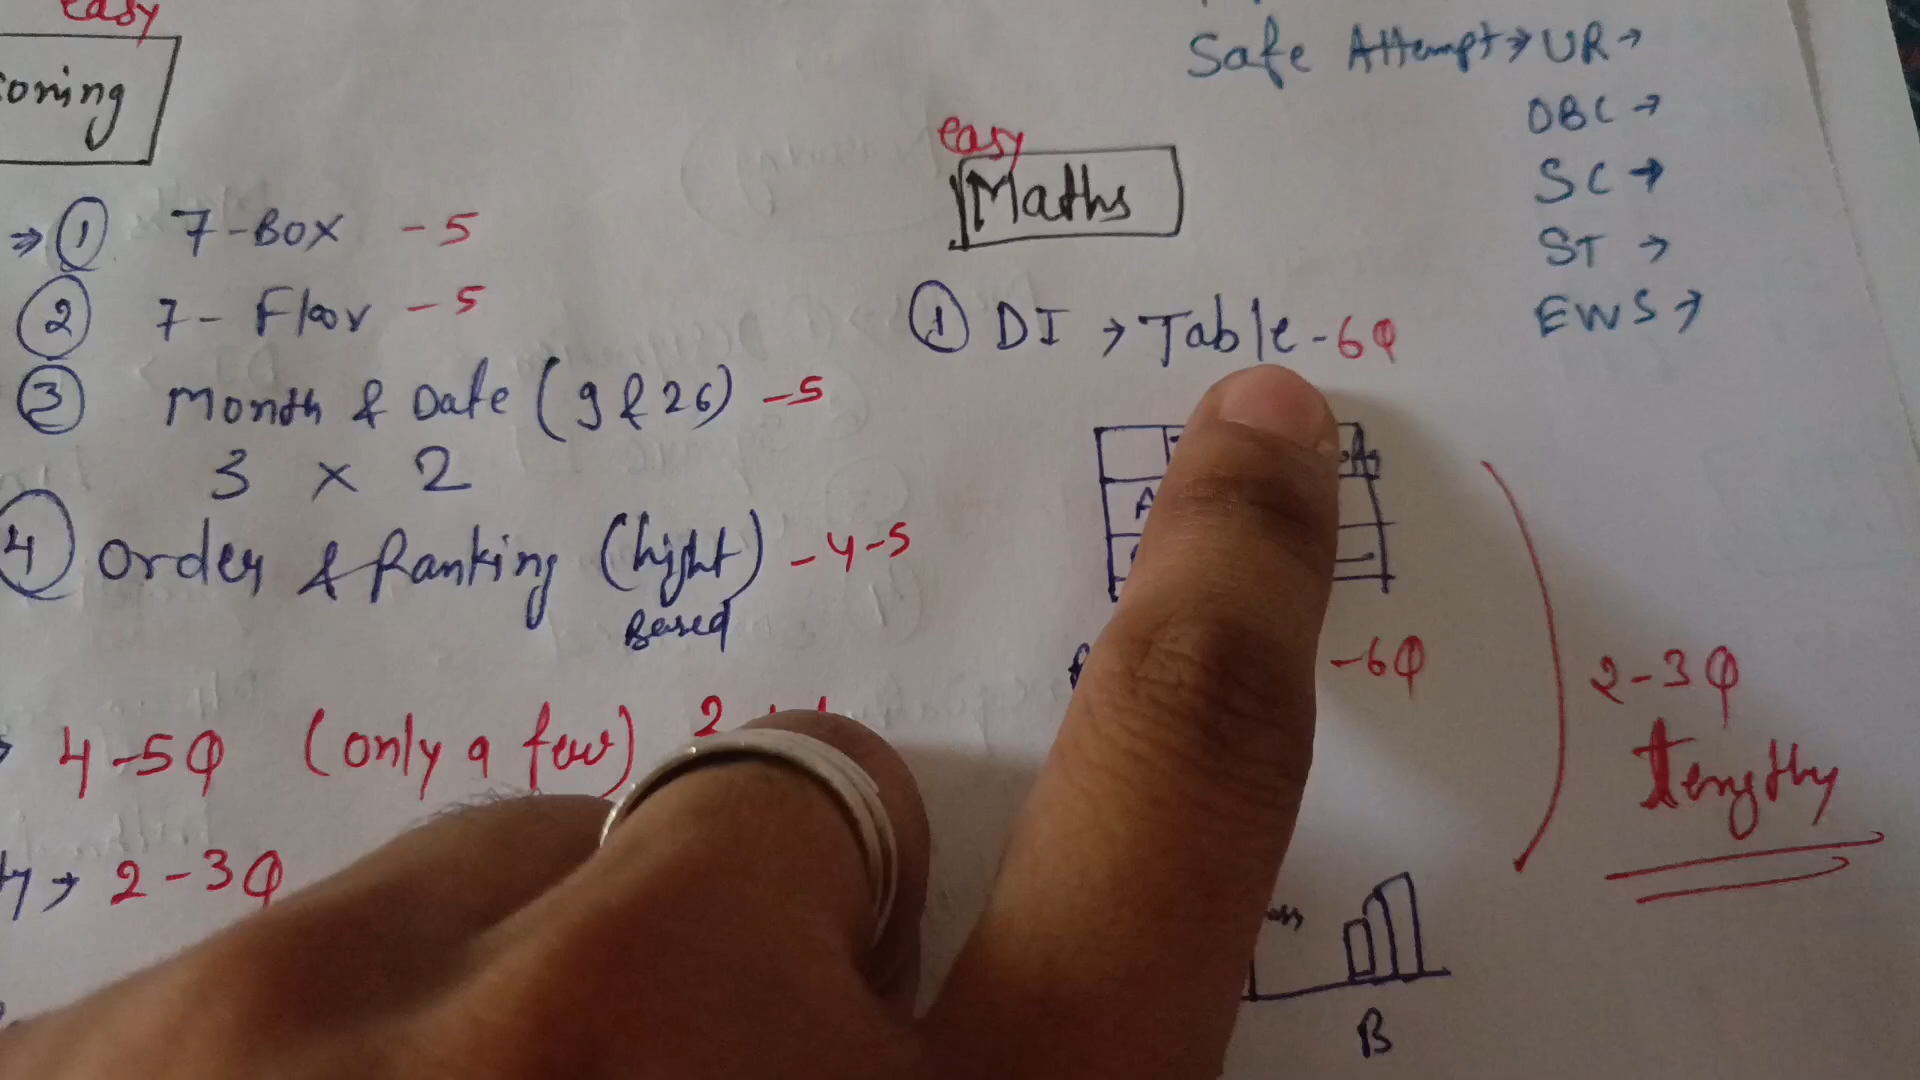 easy
① 7-Box -5
② 7- Floor -5
③ Month & Date (9 & 26) -5
3 x 2
④ Order & Ranking (hight) -4-5
Based
4-5Q (only a few) 2
→ 2-3Q
Safe Attempt → UR →
OBC →
SC →
ST →
EWS →
easy
Maths
① DI → Table -6Q
A
-6Q
2-3Q
lengthy
B